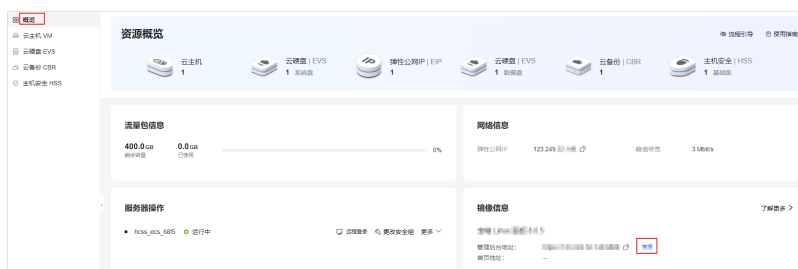 概览
云主机 VM
云硬盘 EVS
云备份 CBR
主机安全 HSS
资源概览
流程引导 使用指南
云主机 云硬盘 | EVS 弹性公网IP | EIP 云硬盘 | EVS 云备份 | CBR 主机安全 | HSS
1 1 系统盘 1 1 数据盘 1 1 基础版
流量包信息
400.0 GB 0.0 GB
剩余容量 已使用
0%
网络信息
弹性公网IP 123.249. 峰值带宽 3 Mbit/s
服务器操作
hcss_ecs_6815 运行中 远程登录 更改安全组 更多
镜像信息 了解更多 >
管理后台地址: 管理
首页地址: --